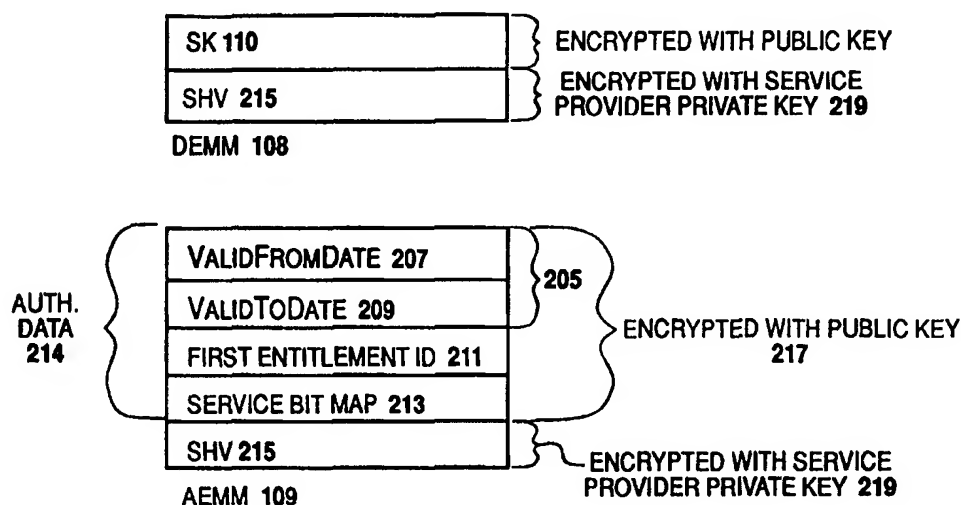 SK 110
ENCRYPTED WITH PUBLIC KEY
SHV 215
ENCRYPTED WITH SERVICE
PROVIDER PRIVATE KEY 219
DEMM 108
VALIDFROMDATE 207
VALIDTODATE 209
205
AUTH.
DATA
214
FIRST ENTITLEMENT ID 211
ENCRYPTED WITH PUBLIC KEY
217
SERVICE BIT MAP 213
SHV 215
ENCRYPTED WITH SERVICE
PROVIDER PRIVATE KEY 219
AEMM 109